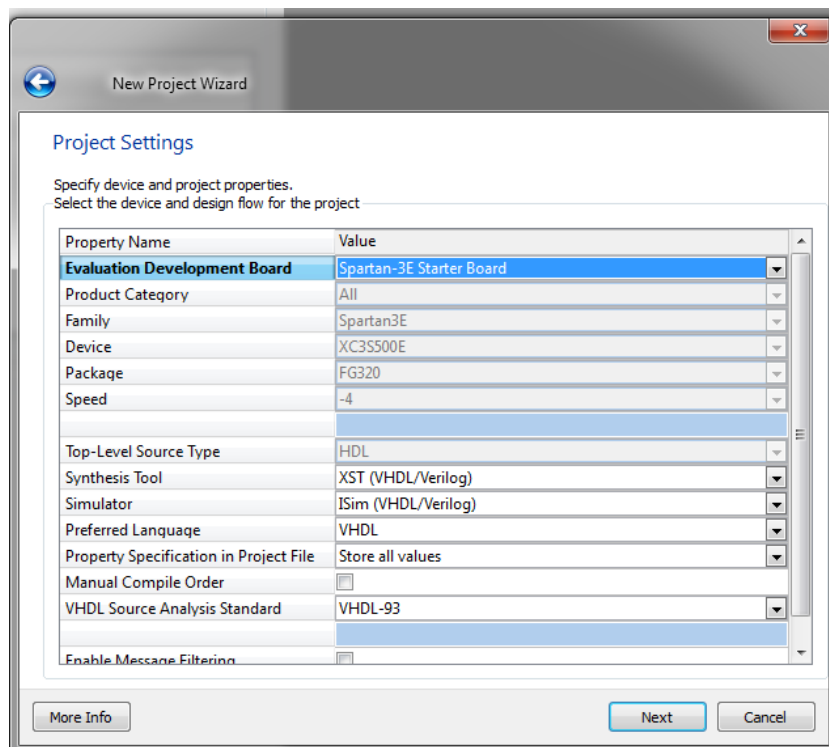 New Project Wizard
Project Settings
Specify device and project properties.
Select the device and design flow for the project
Property Name Value
Evaluation Development Board Spartan-3E Starter Board
Product Category All
Family Spartan3E
Device XC3S500E
Package FG320
Speed -4
Top-Level Source Type HDL
Synthesis Tool XST (VHDL/Verilog)
Simulator ISim (VHDL/Verilog)
Preferred Language VHDL
Property Specification in Project File Store all values
Manual Compile Order
VHDL Source Analysis Standard VHDL-93
Enable Message Filtering
More Info Next Cancel